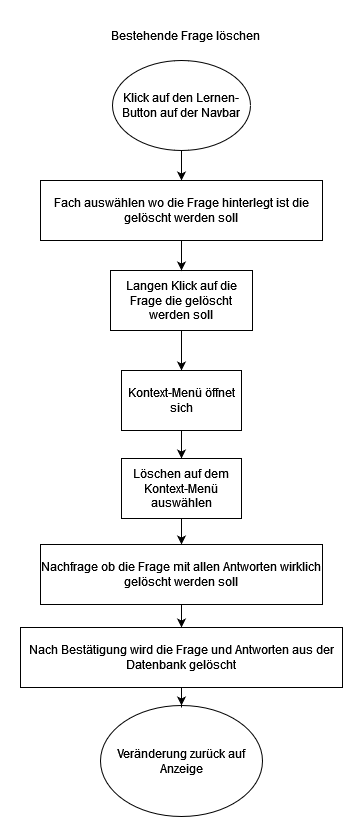 Bestehende Frage löschen
Klick auf den Lernen-
Button auf der Navbar
Fach auswählen wo die Frage hinterlegt ist die
gelöscht werden soll
Langen Klick auf die
Frage die gelöscht
werden soll
Kontext-Menü öffnet
sich
Löschen auf dem
Kontext-Menü
auswählen
Nachfrage ob die Frage mit allen Antworten wirklich
gelöscht werden soll
Nach Bestätigung wird die Frage und Antworten aus der
Datenbank gelöscht
Veränderung zurück auf
Anzeige